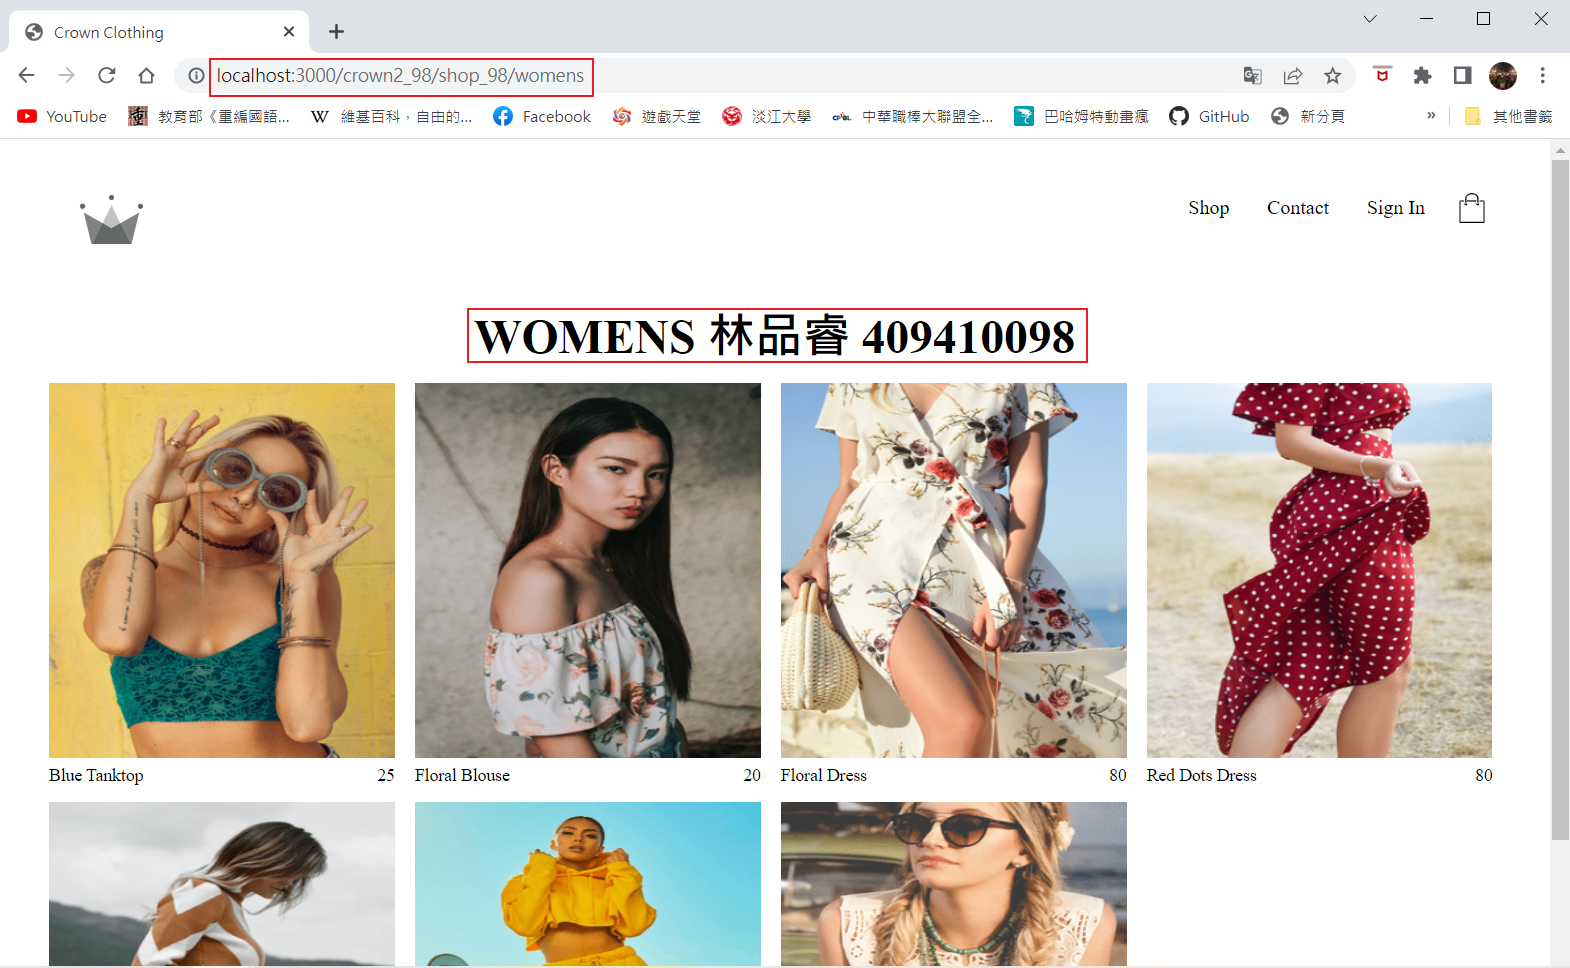 Crown Clothing
localhost:3000/crown2_98/shop_98/womens
YouTube 教育部《重編國語... W 維基百科，自由的... Facebook 遊戲天堂 淡江大學 中華職棒大聯盟全... 巴哈姆特動畫瘋 GitHub 新分頁 » 其他書籤
Shop Contact Sign In
WOMENS 林品睿 409410098
Blue Tanktop 25 Floral Blouse 20 Floral Dress 80 Red Dots Dress 80